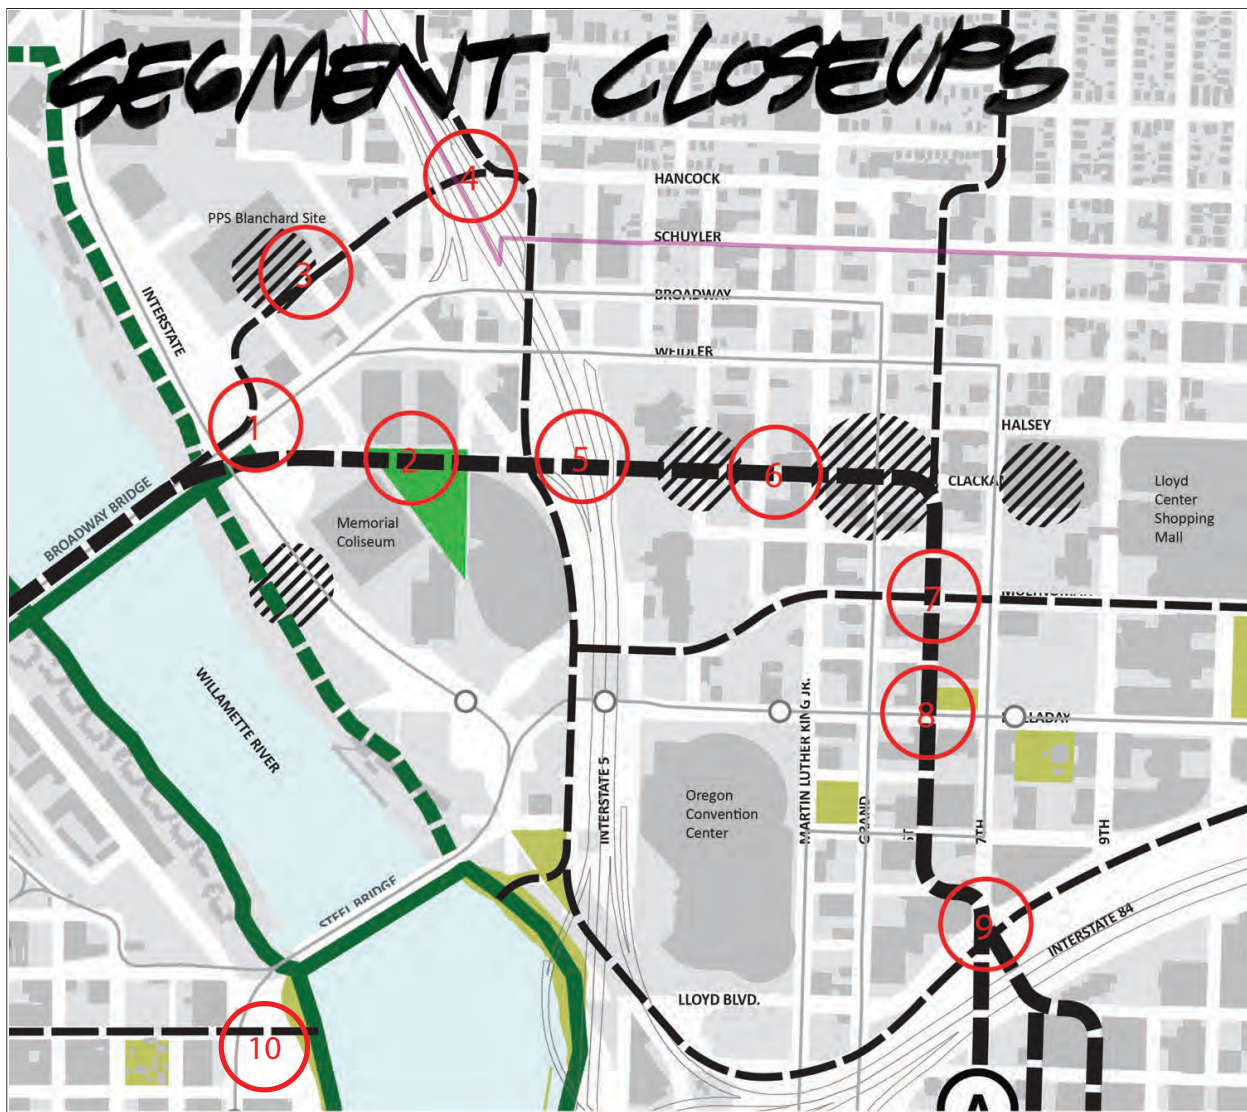 SEGMENT CLOSEUPS
4
HANCOCK
PPS Blanchard Site
SCHUYLER
3
INTERSTATE
BROADWAY
WEIDLER
1
HALSEY
2
5
6
CLACKA
Lloyd
Center
Shopping
Mall
BROADWAY BRIDGE
Memorial
Coliseum
7
WILLAMETTE RIVER
8
MARTIN LUTHER KING JR.
INTERSTATE 5
Oregon
Convention
Center
GRAND
7TH
9TH
STEEL BRIDGE
9
INTERSTATE 84
LLOYD BLVD.
10
A